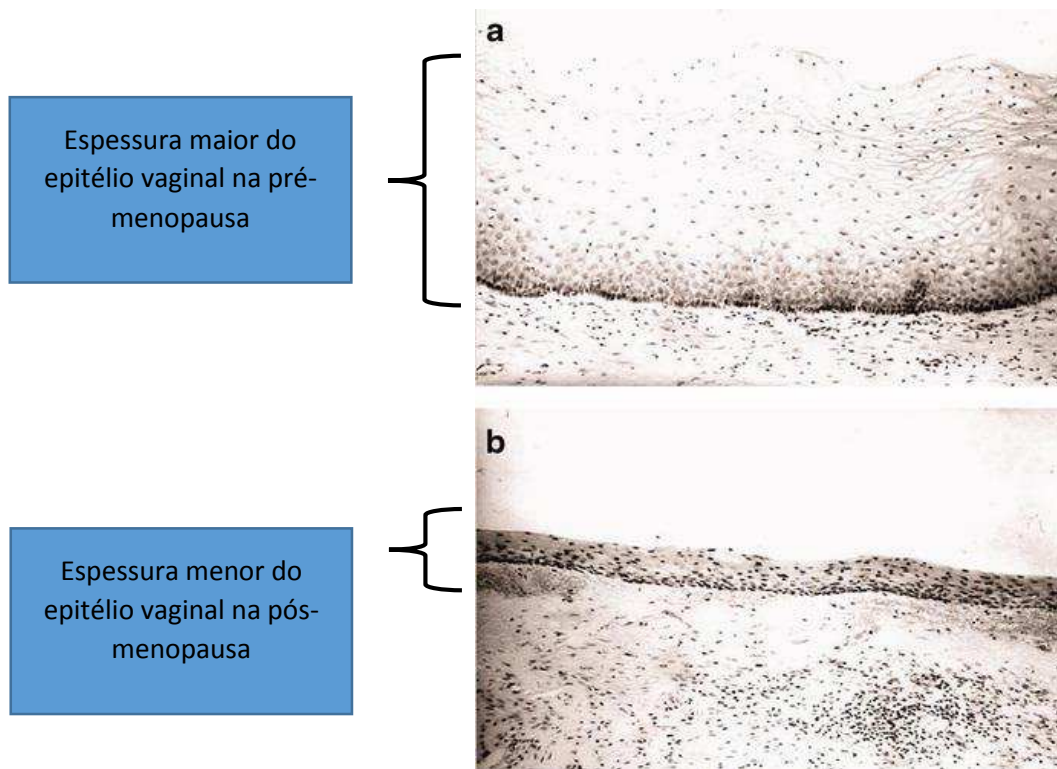 a
Espessura maior do
epitélio vaginal na pré-
menopausa
b
Espessura menor do
epitélio vaginal na pós-
menopausa